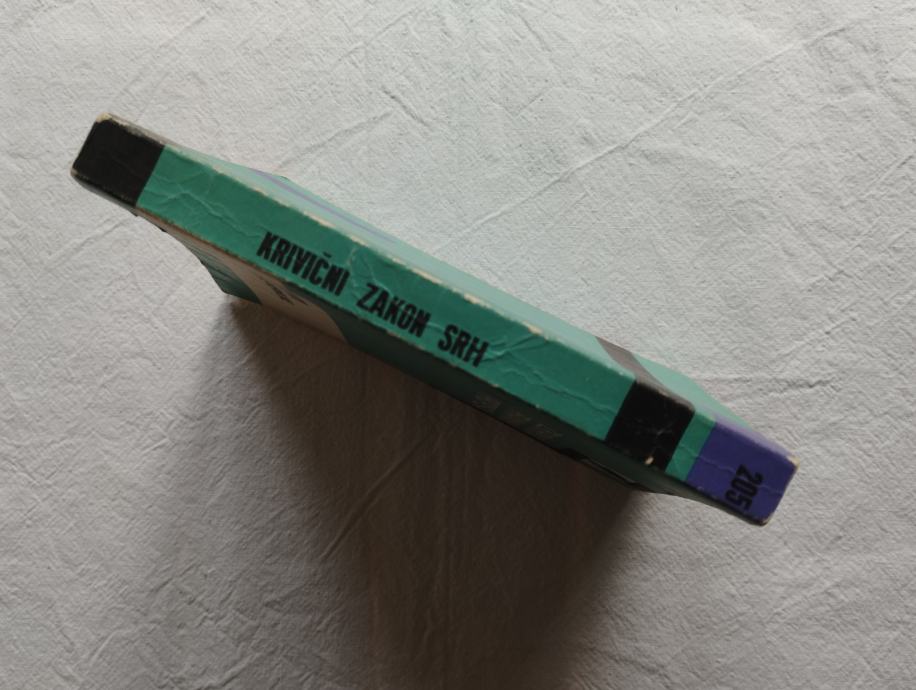 KRIVIČNI ZAKON SRH
205